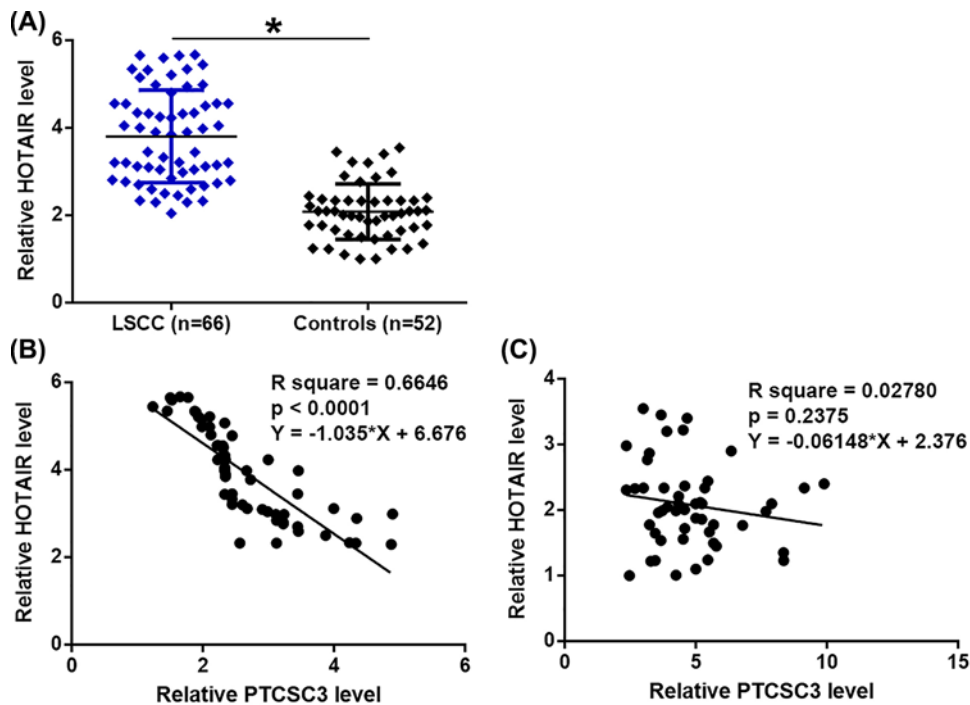 (A)
*
Relative HOTAIR level
6
4
2
0
LSCC (n=66)
Controls (n=52)
(B)
R square = 0.6646
p < 0.0001
Y = -1.035*X + 6.676
Relative HOTAIR level
6
4
2
0
0
2
4
6
Relative PTCSC3 level
(C)
R square = 0.02780
p = 0.2375
Y = -0.06148*X + 2.376
Relative HOTAIR level
4
3
2
1
0
0
5
10
15
Relative PTCSC3 level